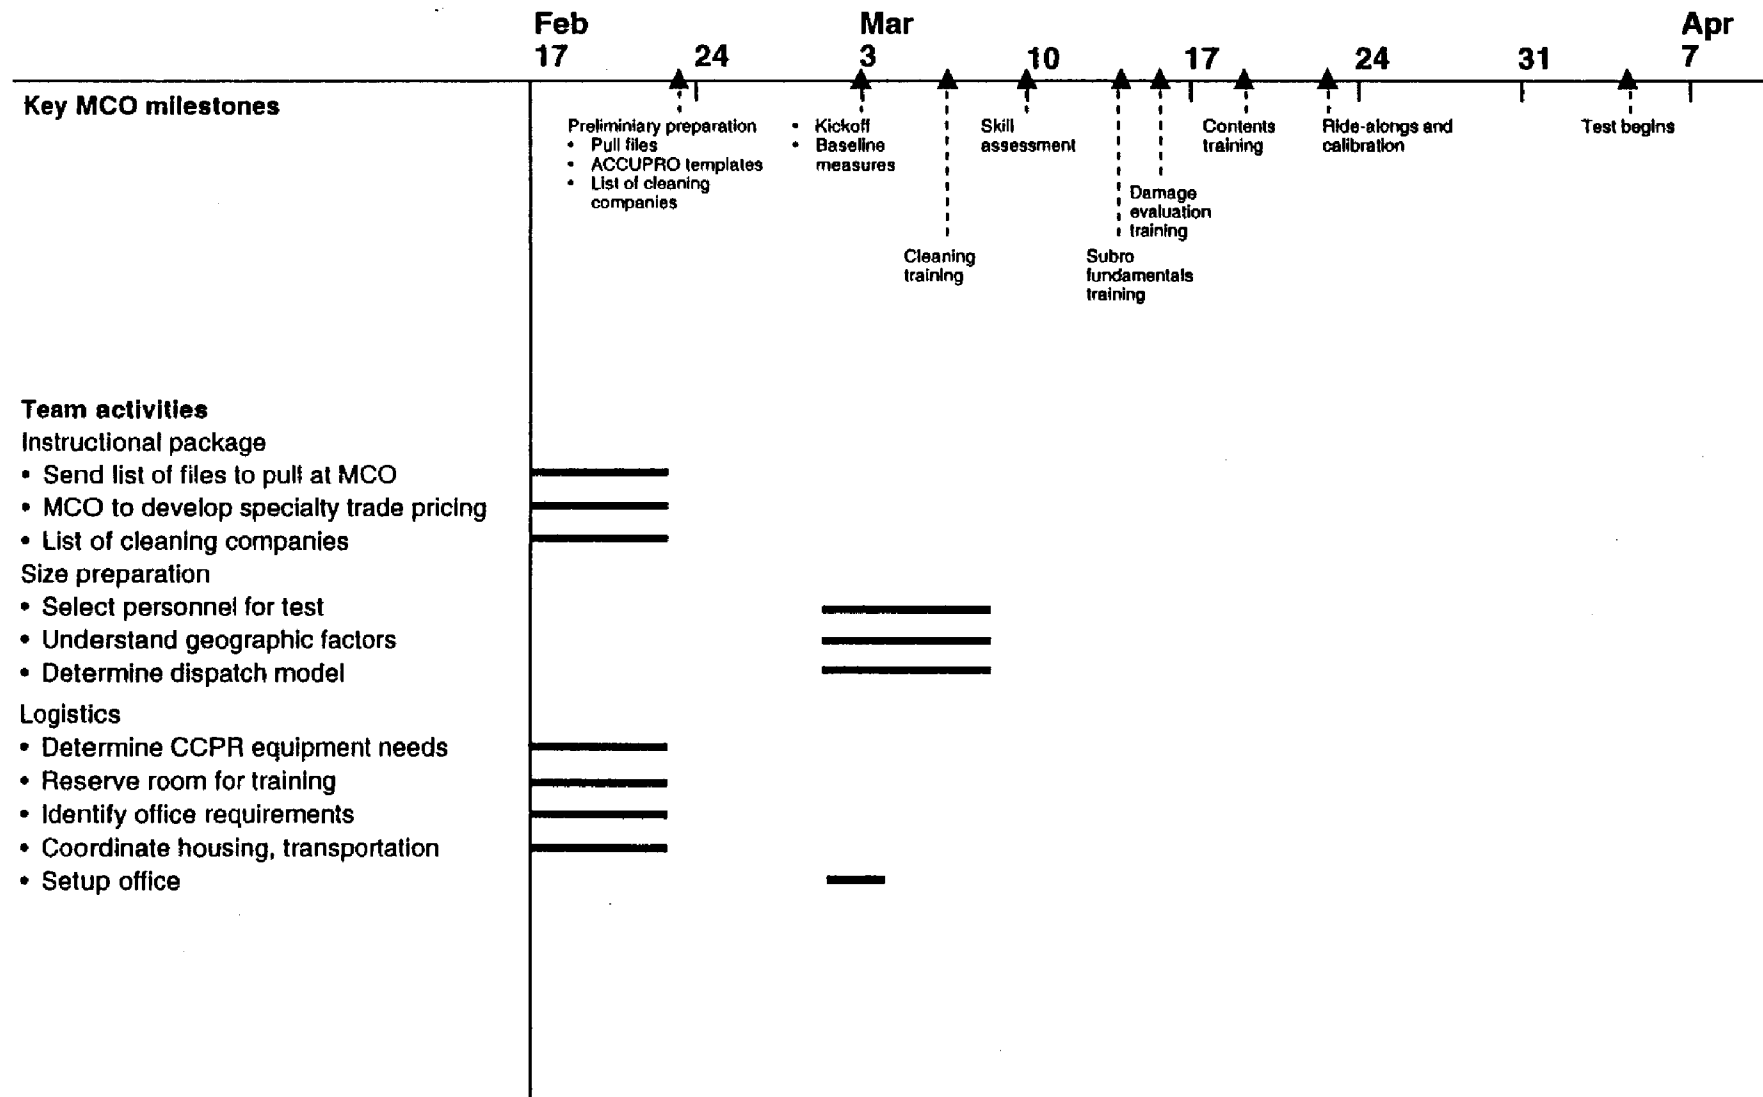 Feb
Mar
Apr
17
24
3
10
17
24
31
7
Key MCO milestones
Preliminiary preparation
• Pull files
• ACCUPRO templates
• List of cleaning
companies
• Kickoff
• Baseline
measures
Cleaning
training
Skill
assessment
Subro
fundamentals
training
Damage
evaluation
training
Contents
training
Ride-alongs and
calibration
Test begins
Team activities
Instructional package
• Send list of files to pull at MCO
• MCO to develop specialty trade pricing
• List of cleaning companies
Size preparation
• Select personnel for test
• Understand geographic factors
• Determine dispatch model
Logistics
• Determine CCPR equipment needs
• Reserve room for training
• Identify office requirements
• Coordinate housing, transportation
• Setup office